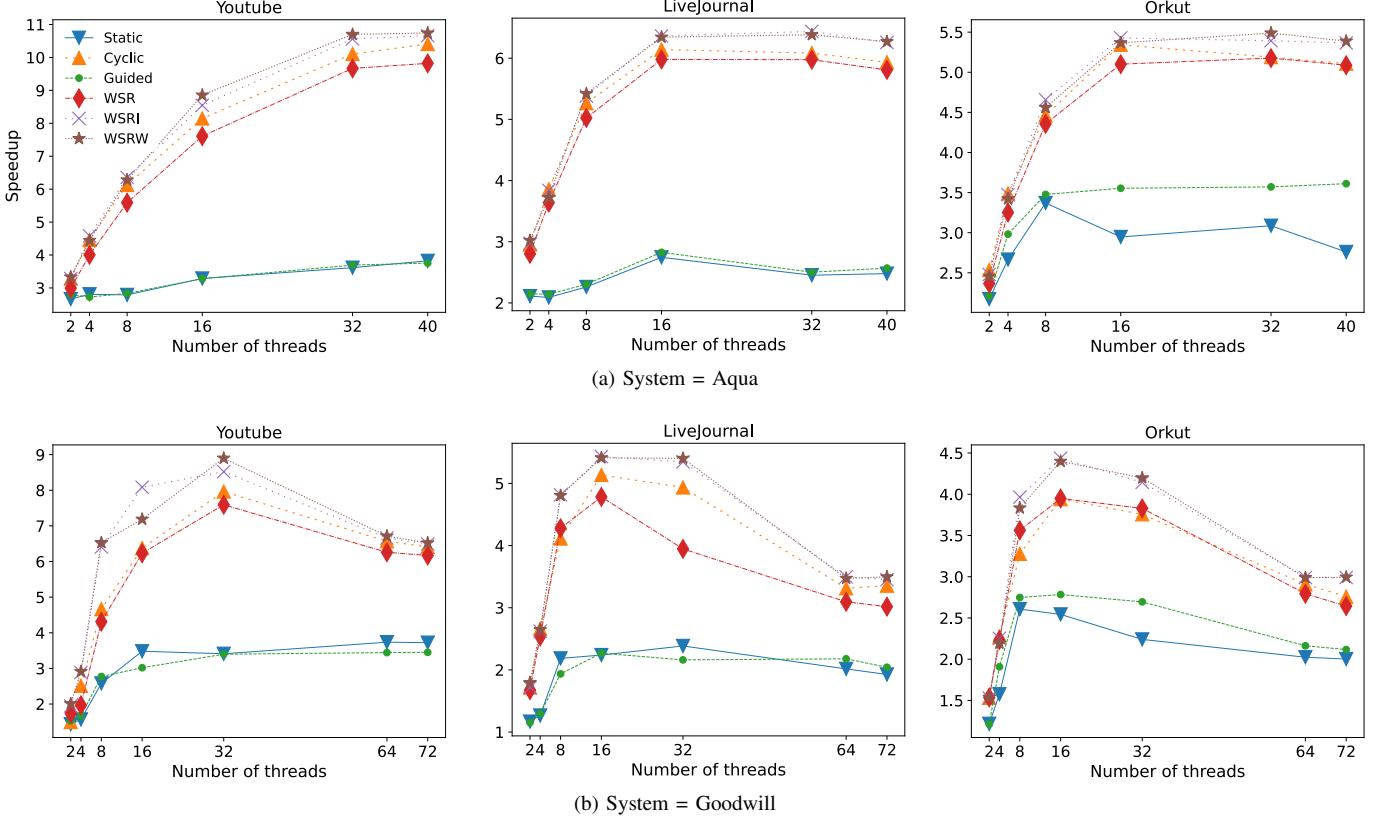 Youtube
LiveJournal
Orkut
Speedup
11
10
9
8
7
6
5
4
3
Static
Cyclic
Guided
WSR
WSRI
WSRW
2 4 8 16 32 40
Number of threads
6
5
4
3
2
2 4 8 16 32 40
Number of threads
5.5
5.0
4.5
4.0
3.5
3.0
2.5
2 4 8 16 32 40
Number of threads
(a) System = Aqua
Youtube
LiveJournal
Orkut
9
8
7
6
5
4
3
2
2 4 8 16 32 64 72
Number of threads
5
4
3
2
1
2 4 8 16 32 64 72
Number of threads
4.5
4.0
3.5
3.0
2.5
2.0
1.5
2 4 8 16 32 64 72
Number of threads
(b) System = Goodwill